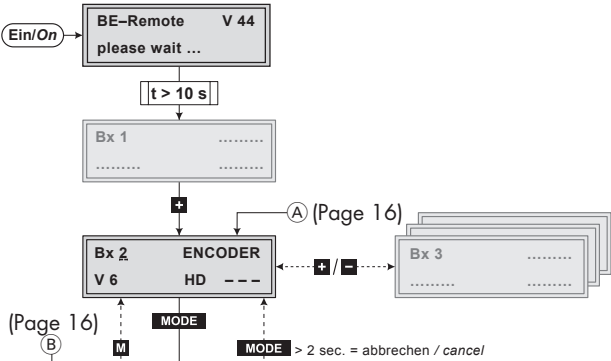 BE–Remote V 44
Ein/On
please wait ...
t > 10 s
Bx 1 .........
......... .........
+
A (Page 16)
Bx 2 ENCODER
V 6 HD – – –
+ / –
Bx 3 .........
......... .........
(Page 16)
B
MODE
M
MODE > 2 sec. = abbrechen / cancel